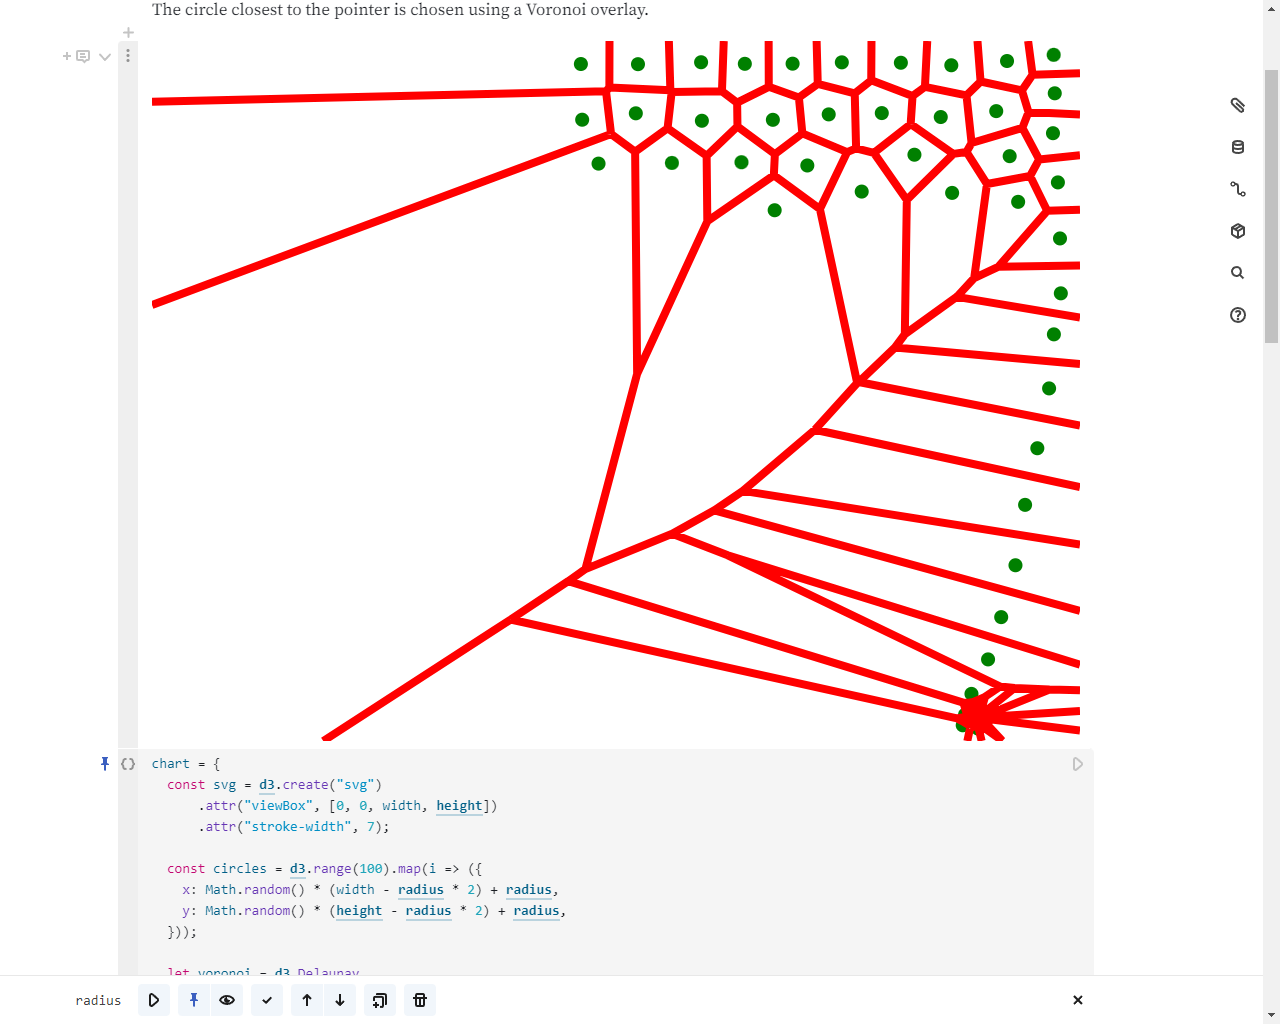 The circle closest to the pointer is chosen using a Voronoi overlay.
chart = {
const svg = d3.create("svg")
.attr("viewBox", [0, 0, width, height])
.attr("stroke-width", 7);
const circles = d3.range(100).map(i => ({
x: Math.random() * (width - radius * 2) + radius,
y: Math.random() * (height - radius * 2) + radius,
}));
let voronoi = d3.Delaunay
radius